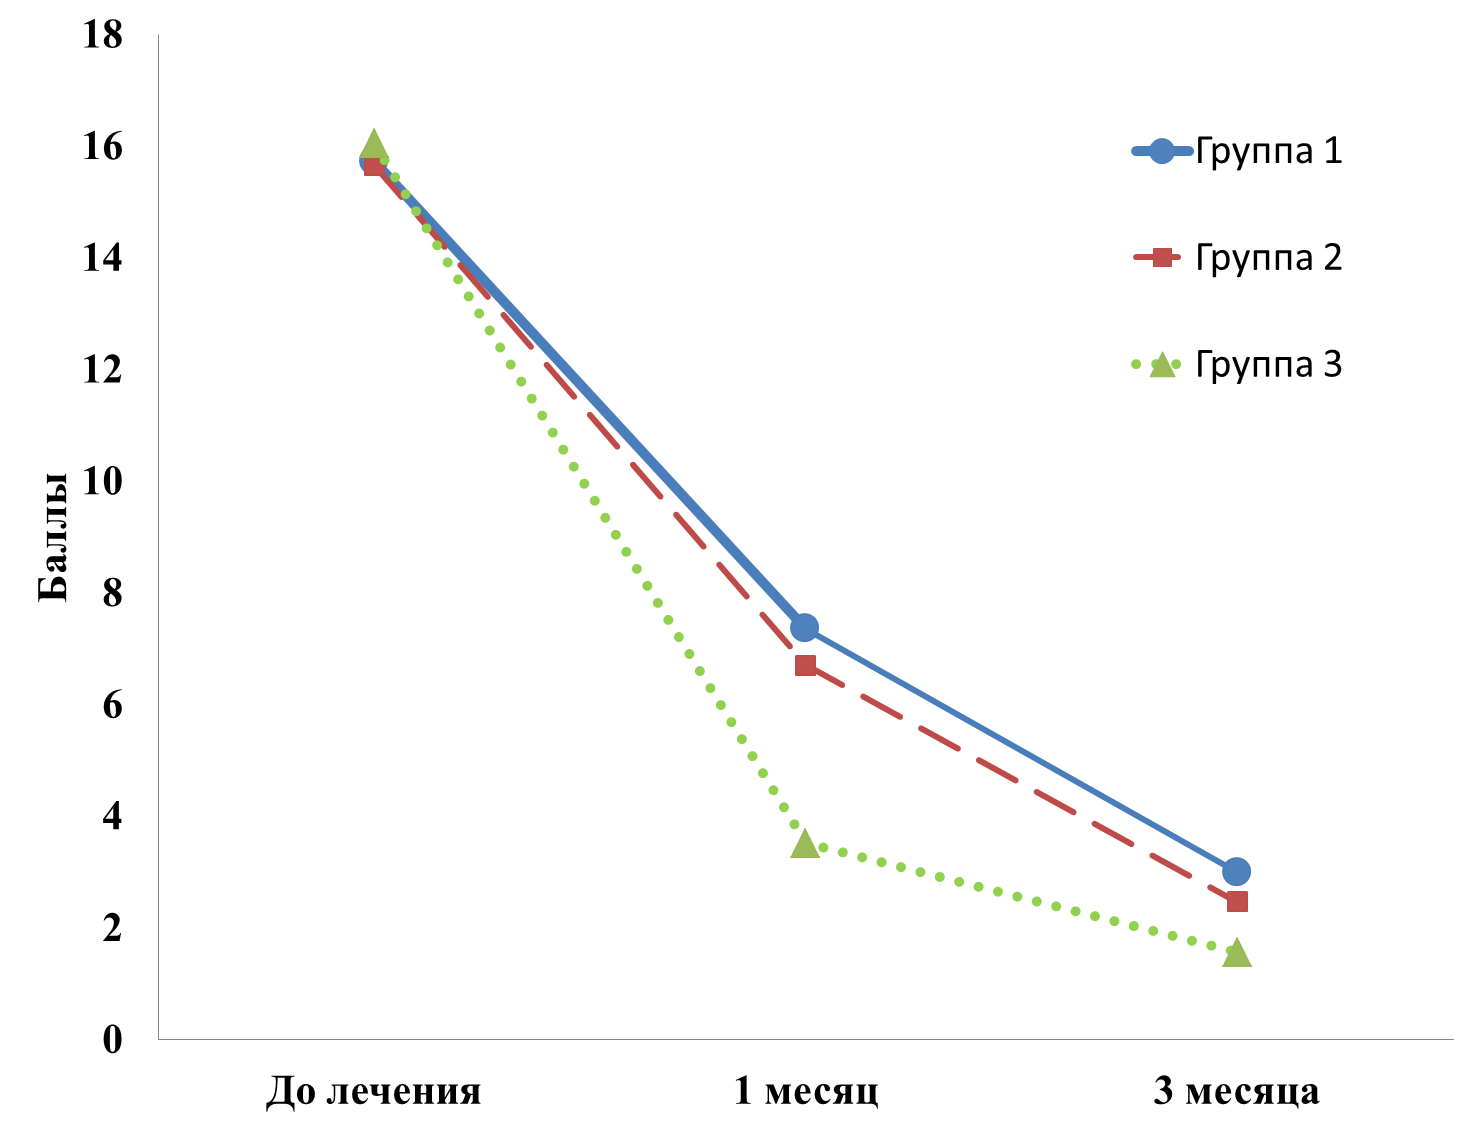 18
16
14
12
10
8
6
4
2
0
Баллы
Группа 1
Группа 2
Группа 3
До лечения
1 месяц
3 месяца